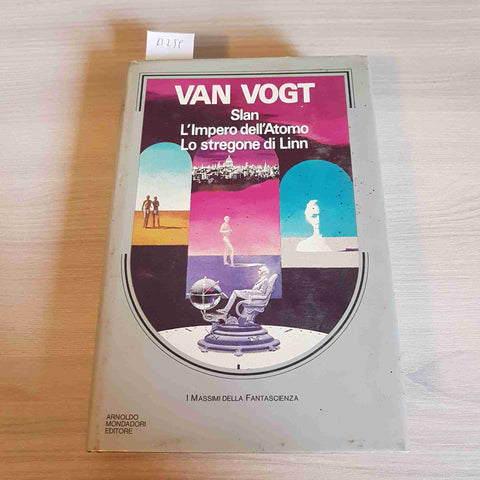 VAN VOGT
Slan
L'Impero dell'Atomo
Lo stregone di Linn
I MASSIMI DELLA FANTASCIENZA
ARNOLDO
MONDADORI
EDITORE